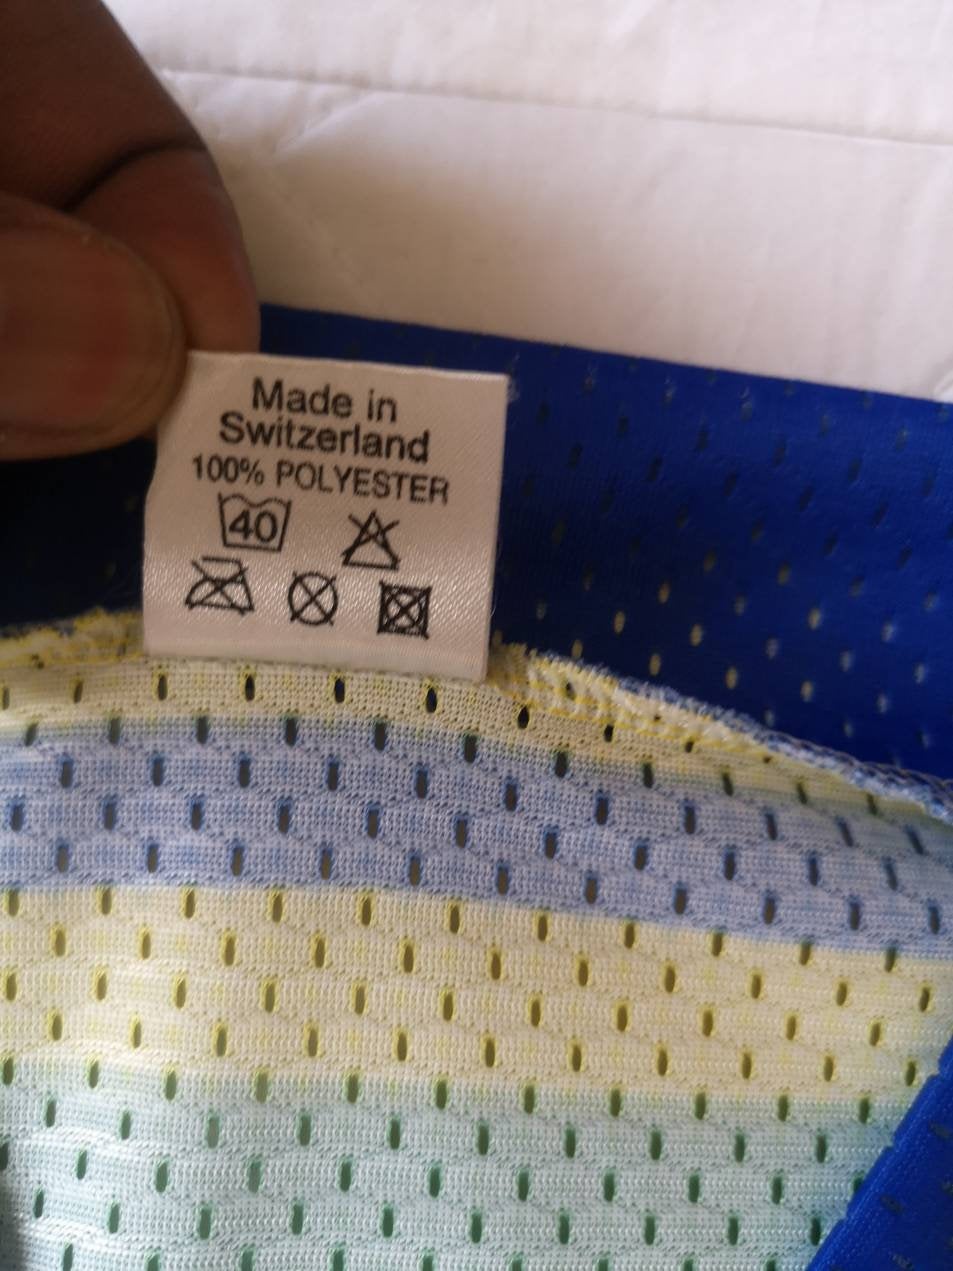 Made in
Switzerland
100% POLYESTER
40